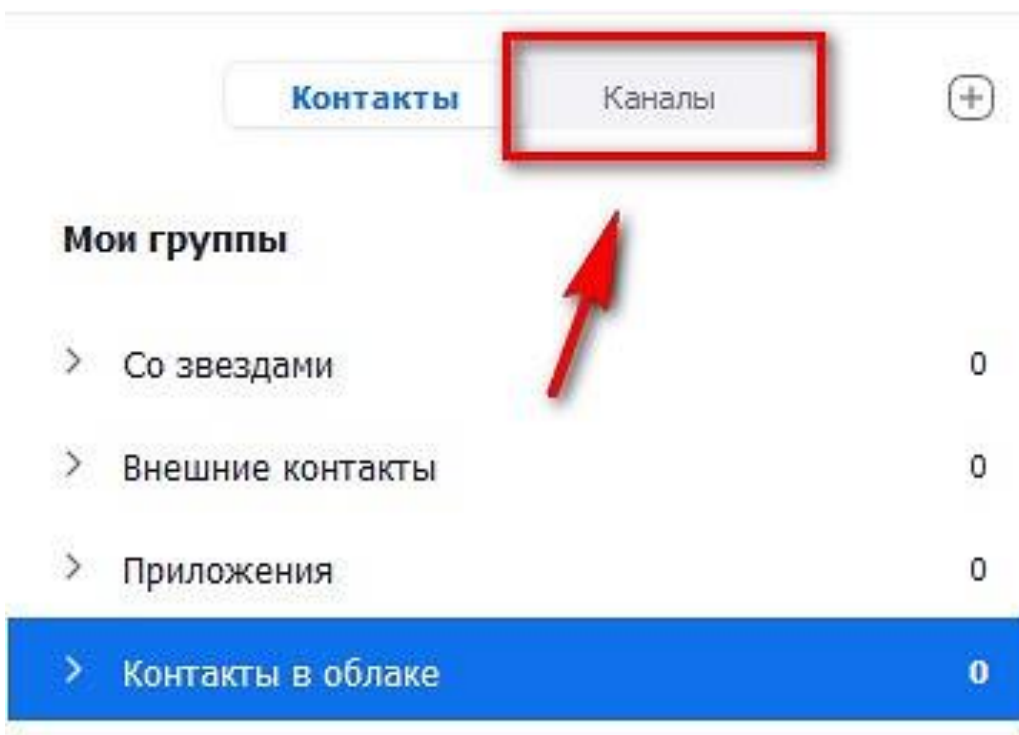 Контакты Каналы
Мои группы
Со звездами 0
Внешние контакты 0
Приложения 0
Контакты в облаке 0